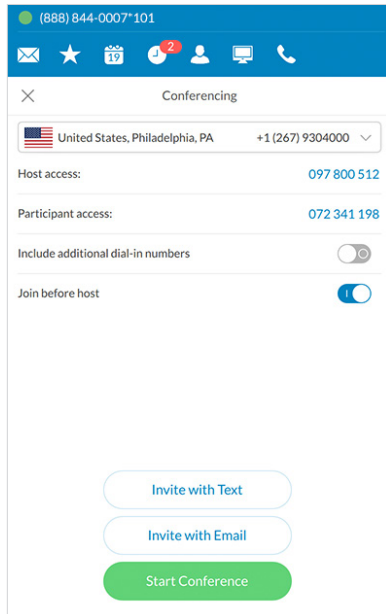 (888) 844-0007*101
19
2
Conferencing
United States, Philadelphia, PA +1 (267) 9304000
Host access: 097 800 512
Participant access: 072 341 198
Include additional dial-in numbers
Join before host
Invite with Text
Invite with Email
Start Conference